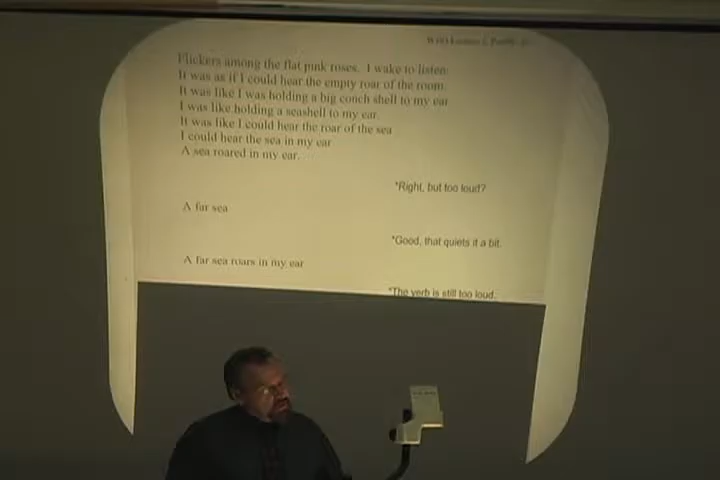 Flickers among the flat pink roses. I wake to listen:
It was as if I could hear the empty roar of the room.
It was like I was holding a big conch shell to my ear
I was like holding a seashell to my ear.
It was like I could hear the roar of the sea
I could hear the sea in my ear
A sea roared in my ear.
*Right, but too loud?
A far sea
*Good, that quiets it a bit.
A far sea roars in my ear
*The verb is still too loud.